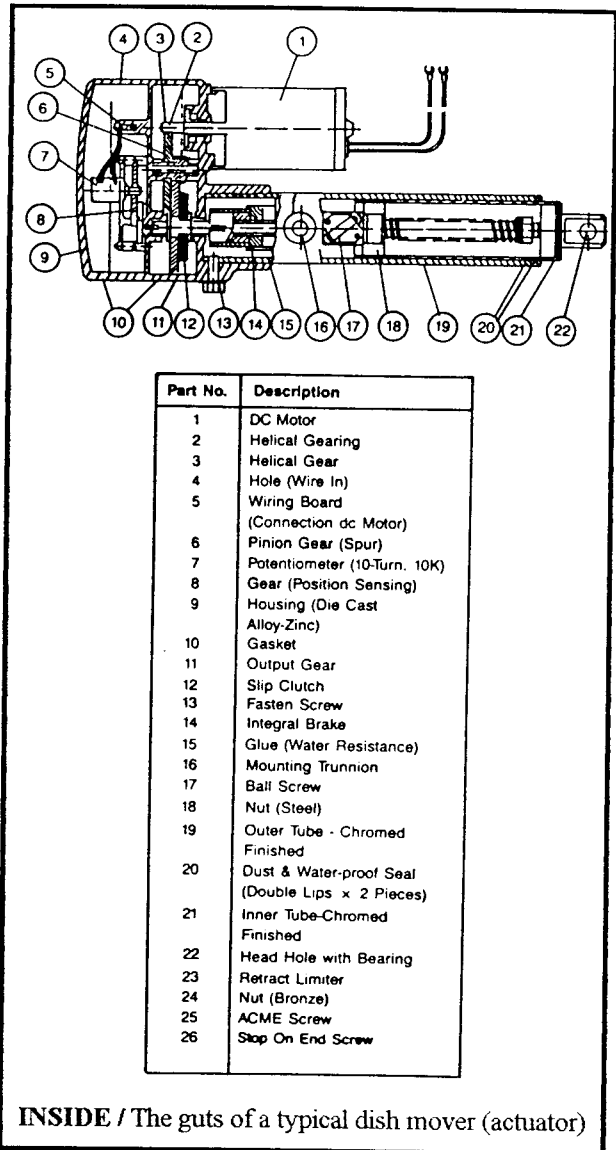 4 3 2 1
5
6
7
8
9
10 11 12 13 14 15 16 17 18 19 20 21 22
Part No. Description
1 DC Motor
2 Helical Gearing
3 Helical Gear
4 Hole (Wire In)
5 Wiring Board
(Connection dc Motor)
6 Pinion Gear (Spur)
7 Potentiometer (10-Turn. 10K)
8 Gear (Position Sensing)
9 Housing (Die Cast
Alloy-Zinc)
10 Gasket
11 Output Gear
12 Slip Clutch
13 Fasten Screw
14 Integral Brake
15 Glue (Water Resistance)
16 Mounting Trunnion
17 Ball Screw
18 Nut (Steel)
19 Outer Tube - Chromed
Finished
20 Dust & Water-proof Seal
(Double Lips x 2 Pieces)
21 Inner Tube-Chromed
Finished
22 Head Hole with Bearing
23 Retract Limiter
24 Nut (Bronze)
25 ACME Screw
26 Stop On End Screw
INSIDE / The guts of a typical dish mover (actuator)